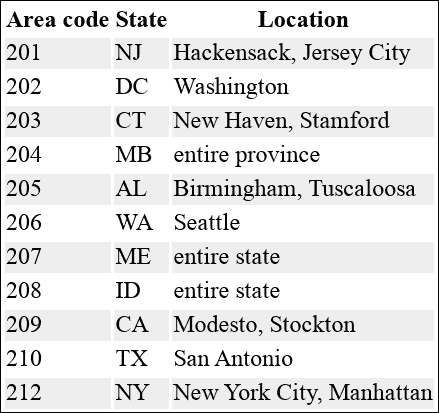 Area code State Location
201 NJ Hackensack, Jersey City
202 DC Washington
203 CT New Haven, Stamford
204 MB entire province
205 AL Birmingham, Tuscaloosa
206 WA Seattle
207 ME entire state
208 ID entire state
209 CA Modesto, Stockton
210 TX San Antonio
212 NY New York City, Manhattan